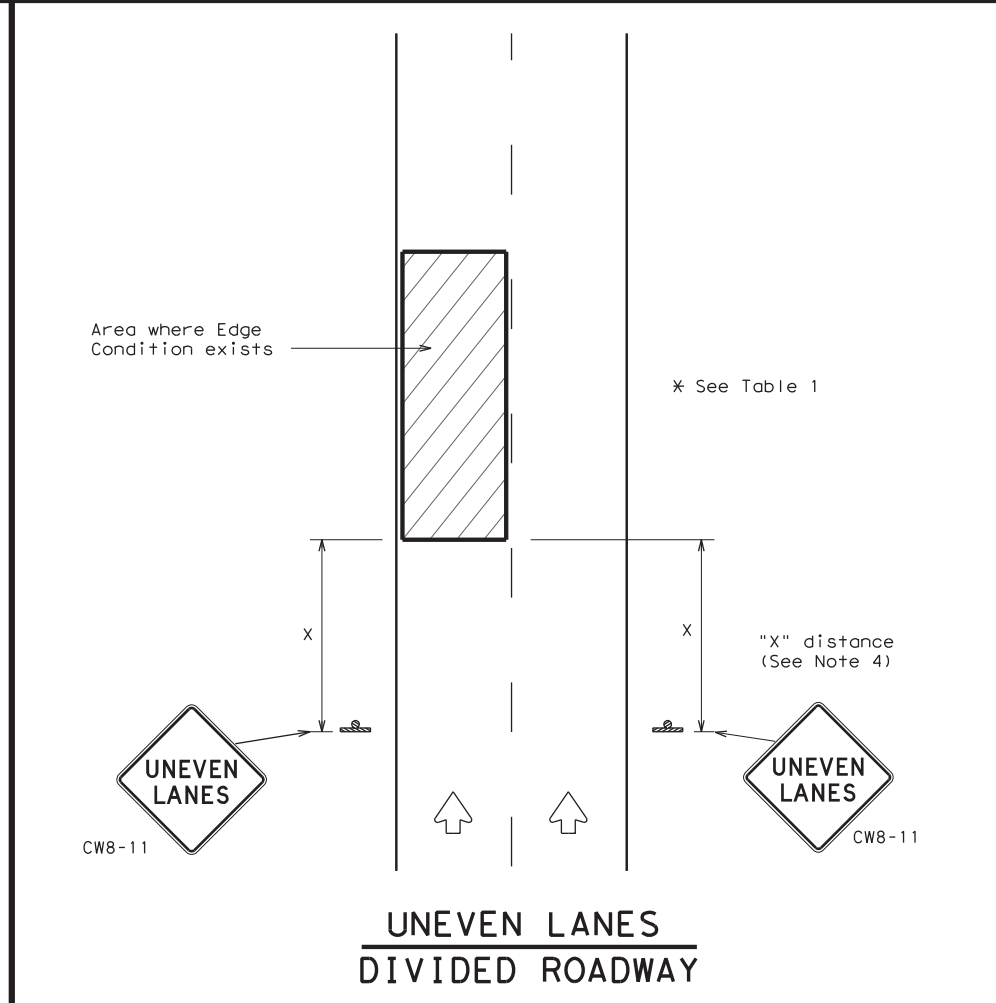 Area where Edge
Condition exists
* See Table 1
X
X
"X" distance
(See Note 4)
UNEVEN
LANES
CW8-11
UNEVEN
LANES
CW8-11
UNEVEN LANES
DIVIDED ROADWAY